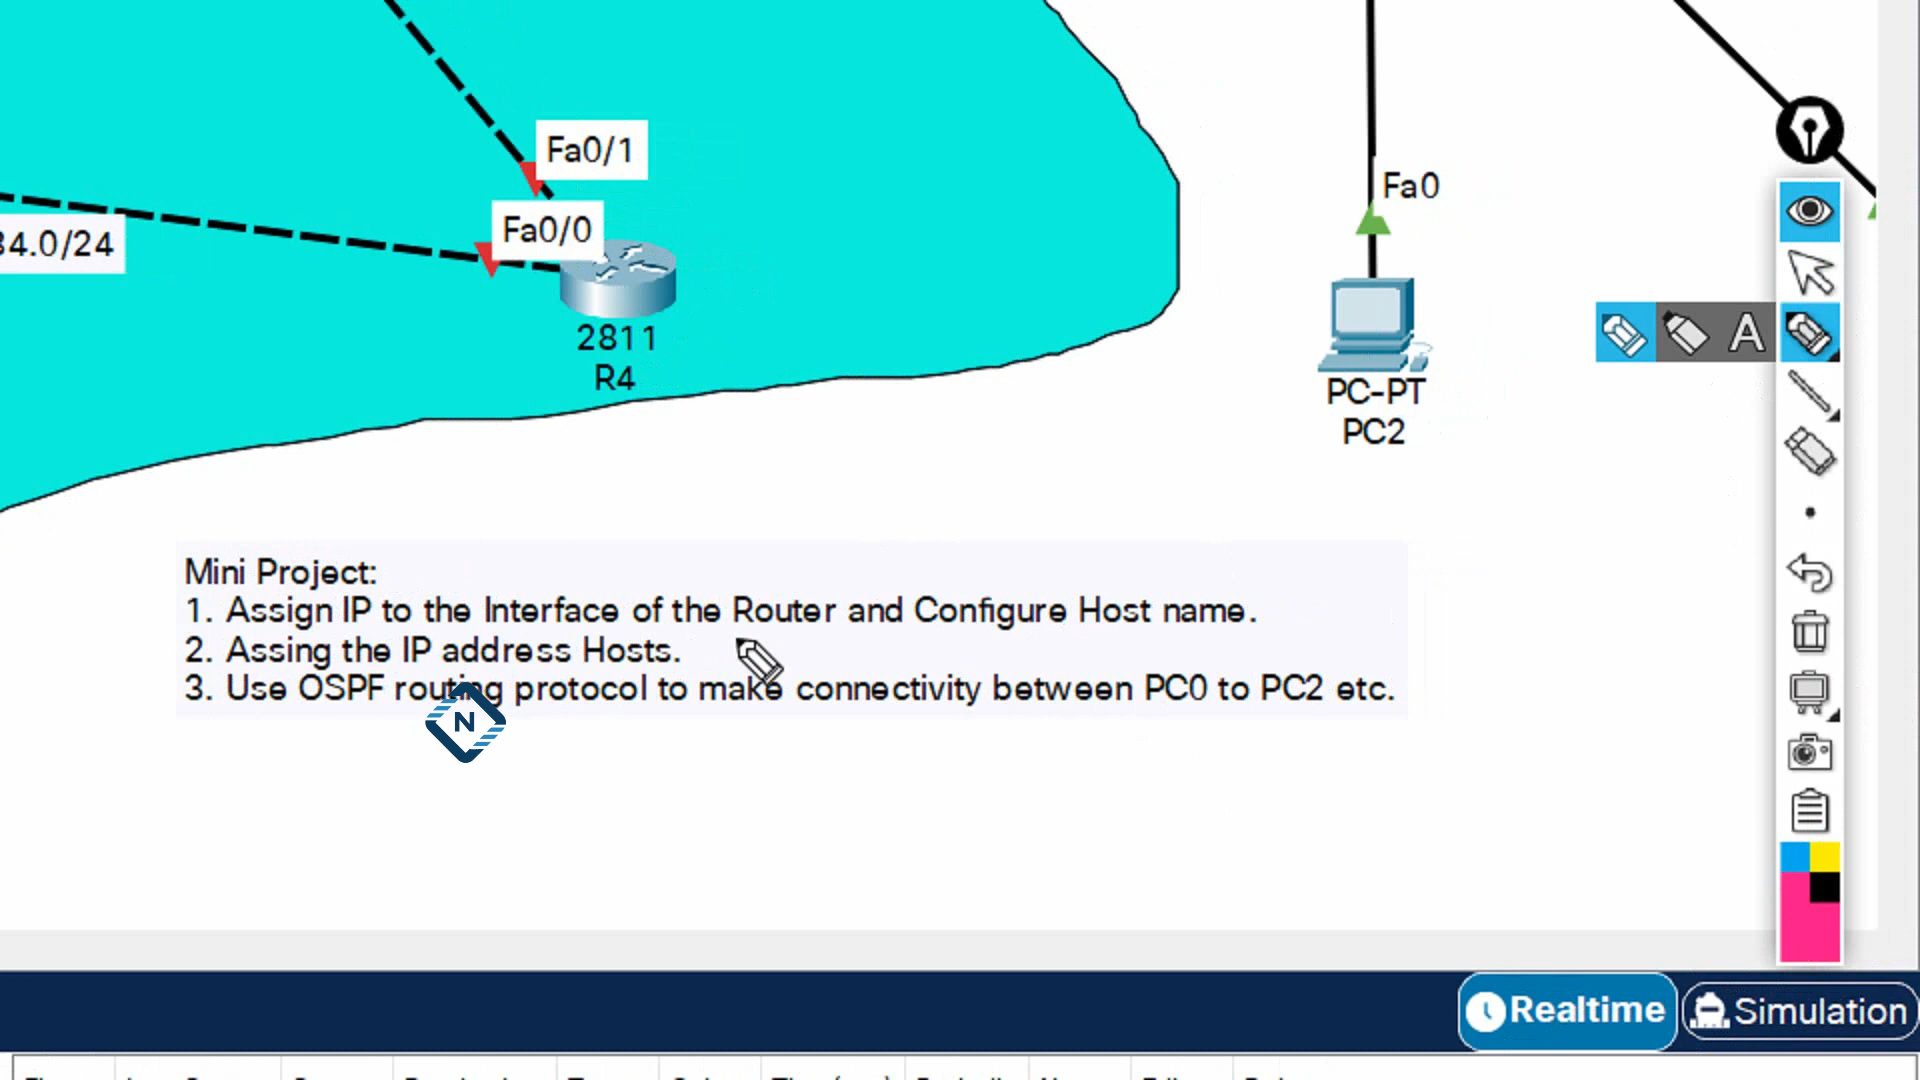 Fa0/1
Fa0/0
34.0/24
2811
R4
Fa0
PC-PT
PC2
A
Mini Project:
1. Assign IP to the Interface of the Router and Configure Host name.
2. Assing the IP address Hosts.
3. Use OSPF routing protocol to make connectivity between PC0 to PC2 etc.
N
Realtime
Simulation